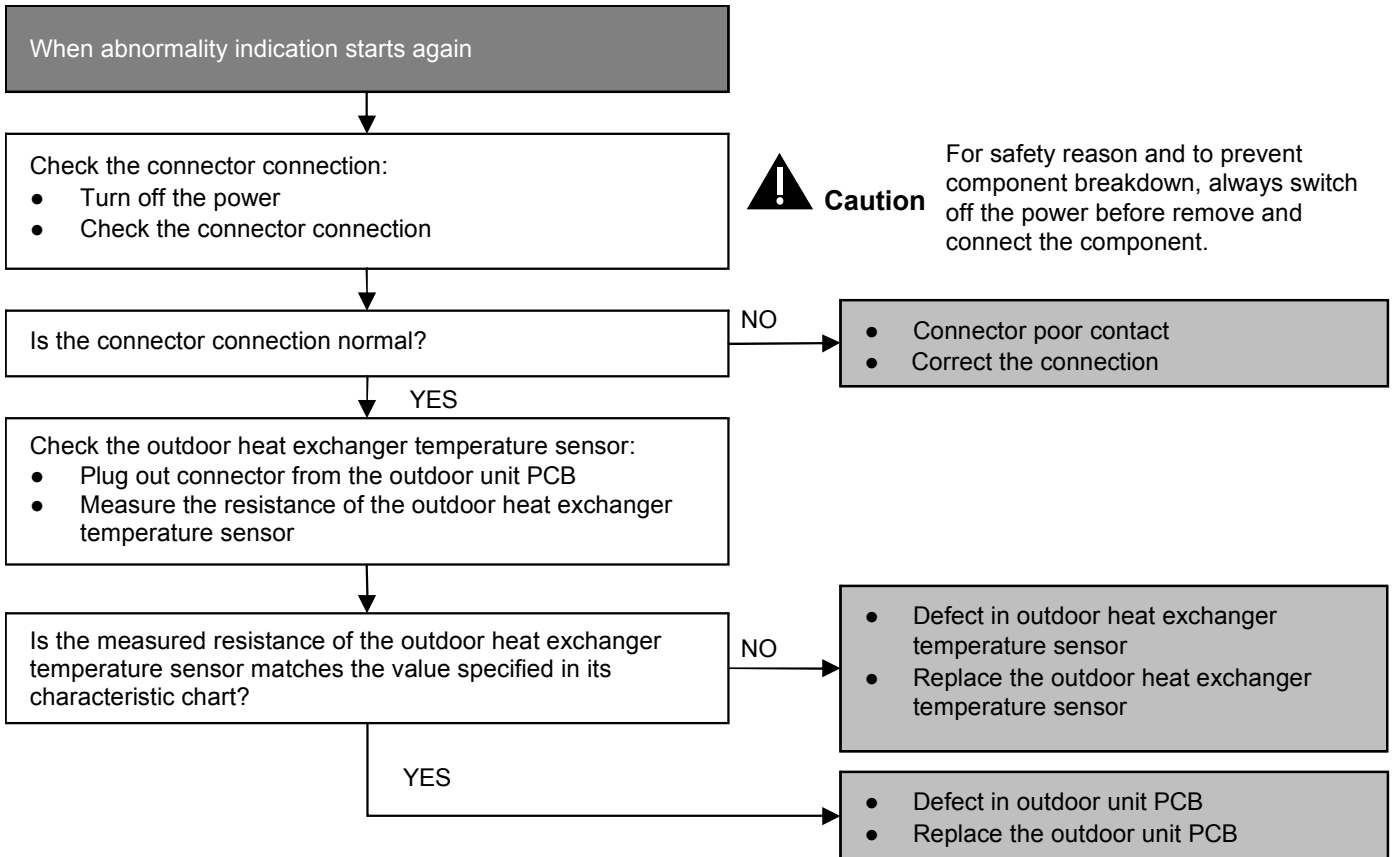 When abnormality indication starts again
Check the connector connection:
● Turn off the power
● Check the connector connection
Caution
For safety reason and to prevent
component breakdown, always switch
off the power before remove and
connect the component.
Is the connector connection normal?
NO
● Connector poor contact
● Correct the connection
YES
Check the outdoor heat exchanger temperature sensor:
● Plug out connector from the outdoor unit PCB
● Measure the resistance of the outdoor heat exchanger
temperature sensor
Is the measured resistance of the outdoor heat exchanger
temperature sensor matches the value specified in its
characteristic chart?
NO
● Defect in outdoor heat exchanger
temperature sensor
● Replace the outdoor heat exchanger
temperature sensor
YES
● Defect in outdoor unit PCB
● Replace the outdoor unit PCB